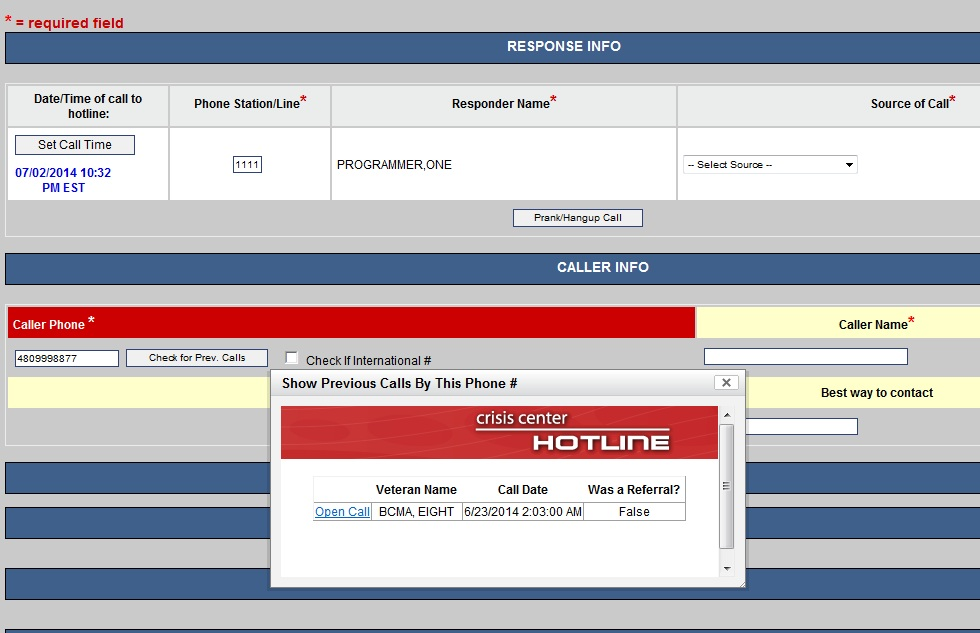 * = required field
RESPONSE INFO
Date/Time of call to
hotline:
Phone Station/Line*
Responder Name*
Source of Call*
Set Call Time
07/02/2014 10:32
PM EST
1111
PROGRAMMER,ONE
-- Select Source --
Prank/Hangup Call
CALLER INFO
Caller Phone *
Caller Name*
4809998877
Check for Prev. Calls
Check If International #
Best way to contact
Show Previous Calls By This Phone #
crisis center
HOTLINE
Veteran Name Call Date Was a Referral?
Open Call BCMA, EIGHT 6/23/2014 2:03:00 AM False